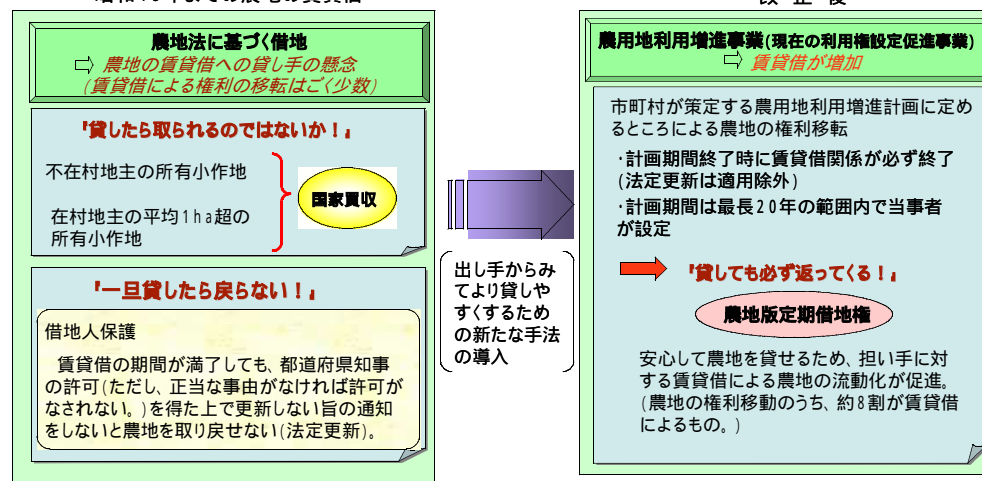 改 正 後
農地法に基づく借地
⇨ 農地の賃貸借への貸し手の懸念
(賃貸借による権利の移転はごく少数)
『貸したら取られるのではないか！』
不在村地主の所有小作地
在村地主の平均1ha超の
所有小作地
国家買収
『一旦貸したら戻らない！』
借地人保護
賃貸借の期間が満了しても、都道府県知事
の許可(ただし、正当な事由がなければ許可が
なされない。)を得た上で更新しない旨の通知
をしないと農地を取り戻せない(法定更新)。
出し手からみ
てより貸しや
すくするため
の新たな手法
の導入
農用地利用増進事業(現在の利用権設定促進事業)
⇨ 賃貸借が増加
市町村が策定する農用地利用増進計画に定め
るところによる農地の権利移転
・計画期間終了時に賃貸借関係が必ず終了
(法定更新は適用除外)
・計画期間は最長20年の範囲内で当事者
が設定
『貸しても必ず返ってくる！』
農地版定期借地権
安心して農地を貸せるため、担い手に対
する賃貸借による農地の流動化が促進。
(農地の権利移動のうち、約8割が賃貸借
によるもの。)